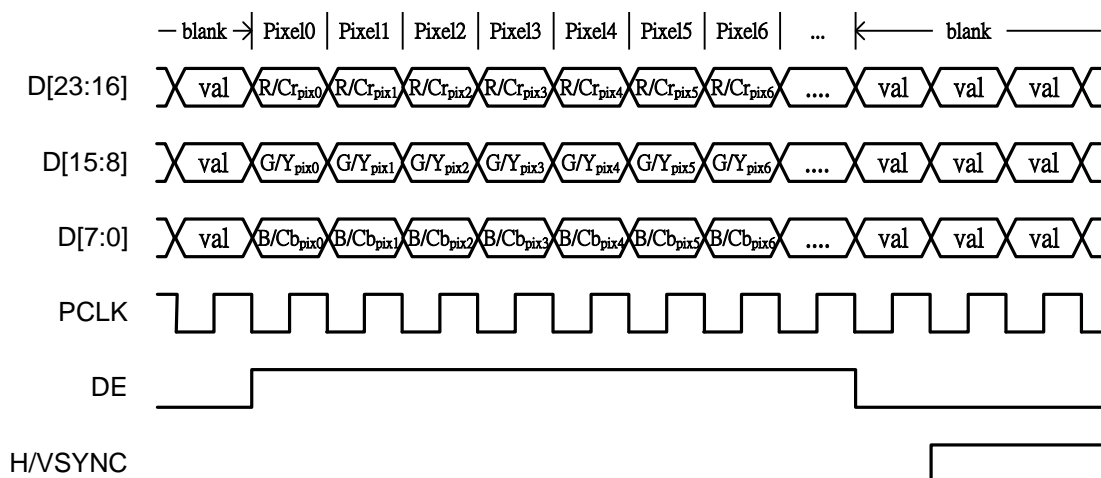 blank Pixel0 Pixel1 Pixel2 Pixel3 Pixel4 Pixel5 Pixel6 ... blank
D[23:16] val R/Crpix0 R/Crpix1 R/Crpix2 R/Crpix3 R/Crpix4 R/Crpix5 R/Crpix6 .... val val val
D[15:8] val G/Ypix0 G/Ypix1 G/Ypix2 G/Ypix3 G/Ypix4 G/Ypix5 G/Ypix6 .... val val val
D[7:0] val B/Cbpix0 B/Cbpix1 B/Cbpix2 B/Cbpix3 B/Cbpix4 B/Cbpix5 B/Cbpix6 .... val val val
PCLK
DE
H/VSYNC